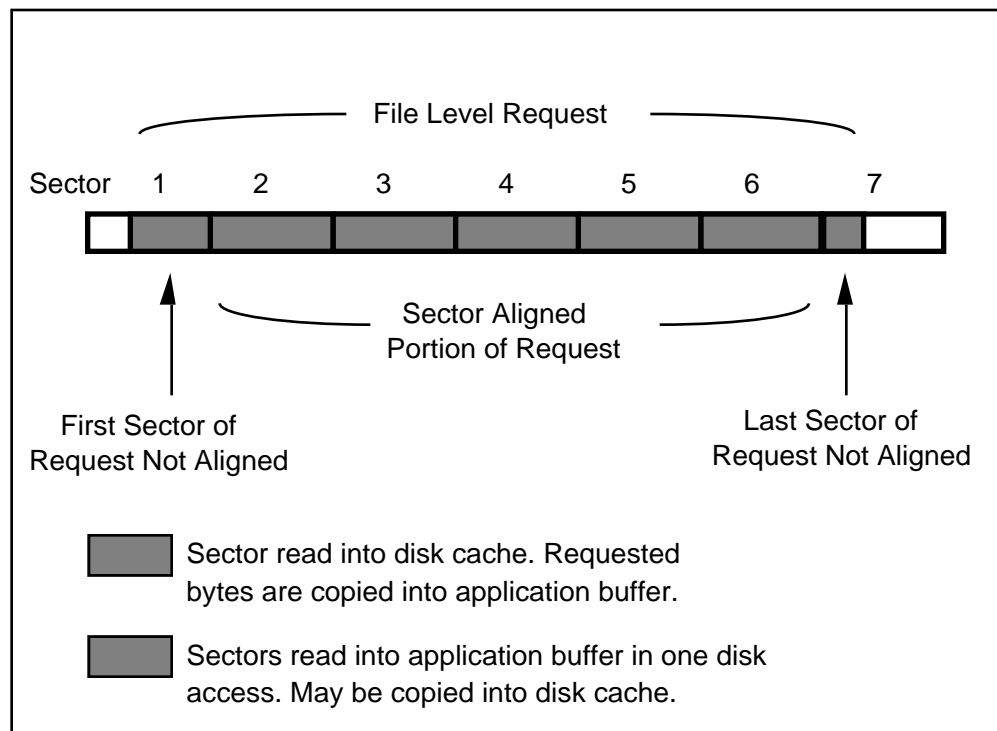 File Level Request
Sector 1 2 3 4 5 6 7
Sector Aligned
Portion of Request
First Sector of
Request Not Aligned
Last Sector of
Request Not Aligned
Sector read into disk cache. Requested
bytes are copied into application buffer.
Sectors read into application buffer in one disk
access. May be copied into disk cache.